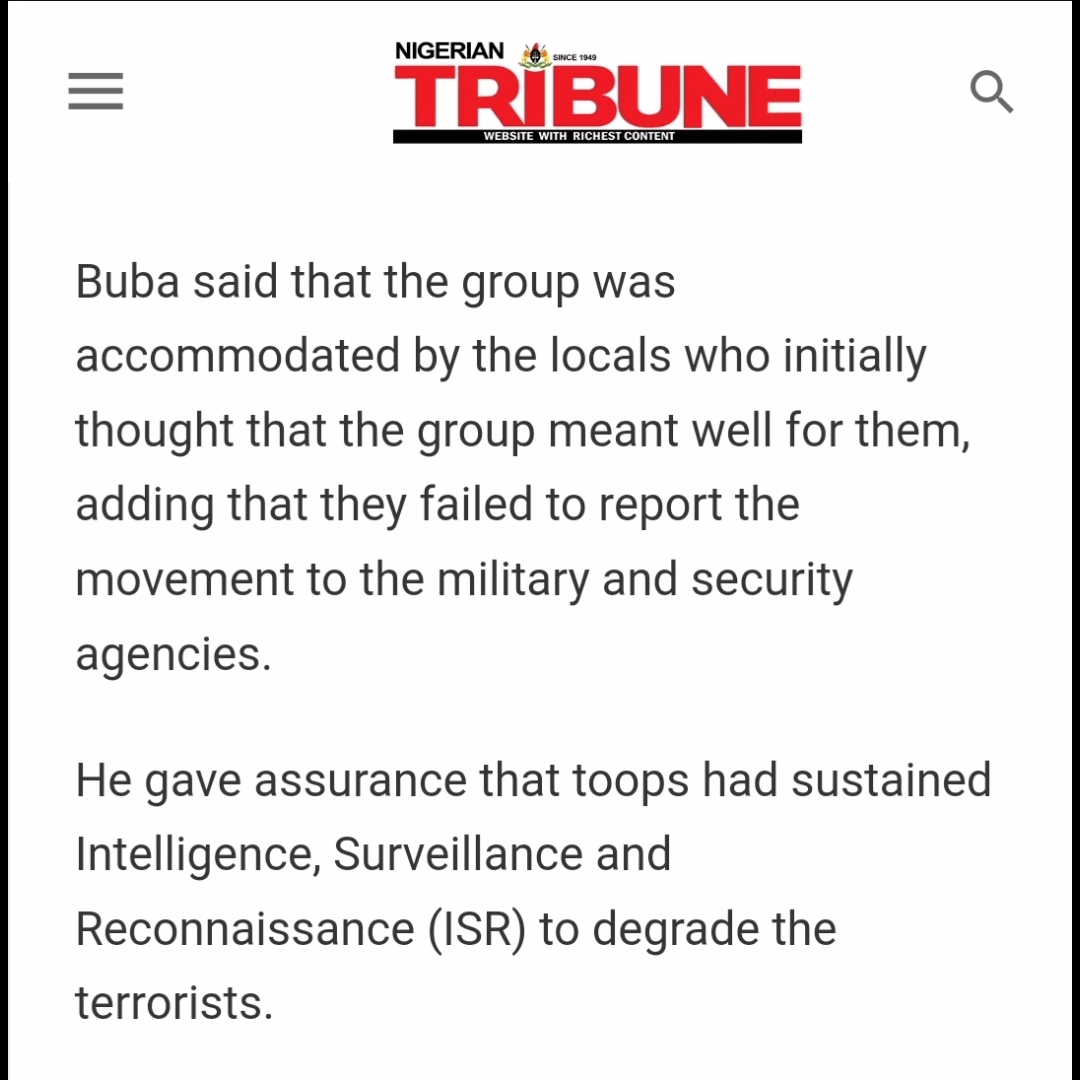 NIGERIAN
SINCE 1949
TRIBUNE
WEBSITE WITH RICHEST CONTENT
Buba said that the group was
accommodated by the locals who initially
thought that the group meant well for them,
adding that they failed to report the
movement to the military and security
agencies.
He gave assurance that toops had sustained
Intelligence, Surveillance and
Reconnaissance (ISR) to degrade the
terrorists.